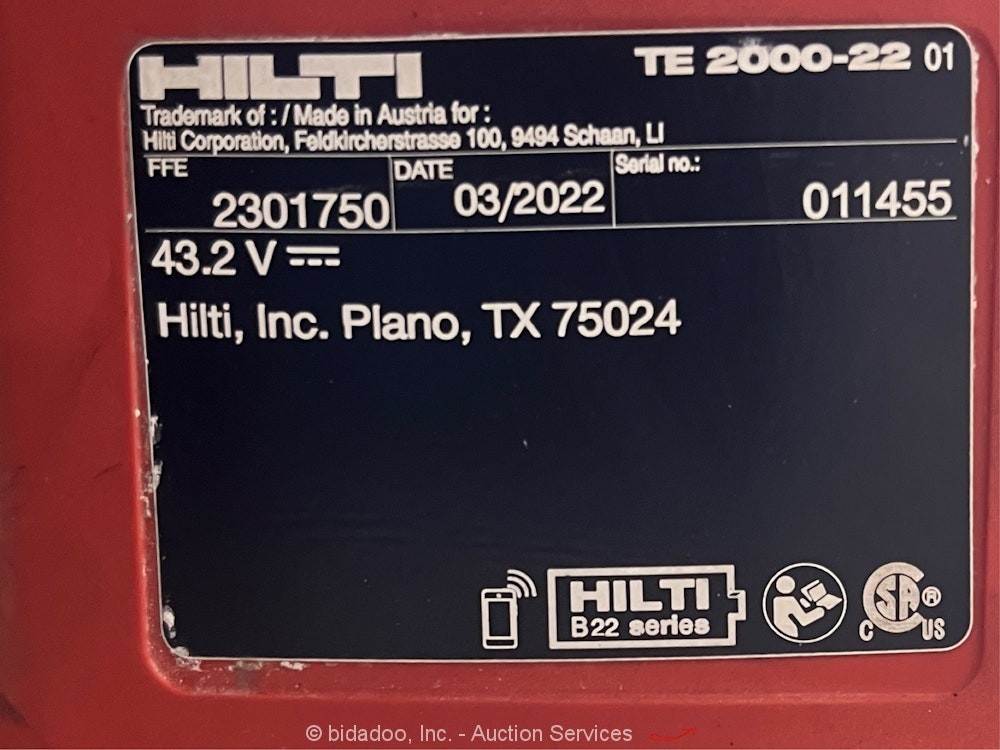 HILTI
TE 2000-22 01
Trademark of : / Made in Austria for :
Hilti Corporation, Feldkircherstrasse 100, 9494 Schaan, LI
FFE DATE Serial no.:
2301750 03/2022 011455
43.2 V
Hilti, Inc. Plano, TX 75024
HILTI
B22 series
C SA ® US
© bidadoo, Inc. - Auction Services